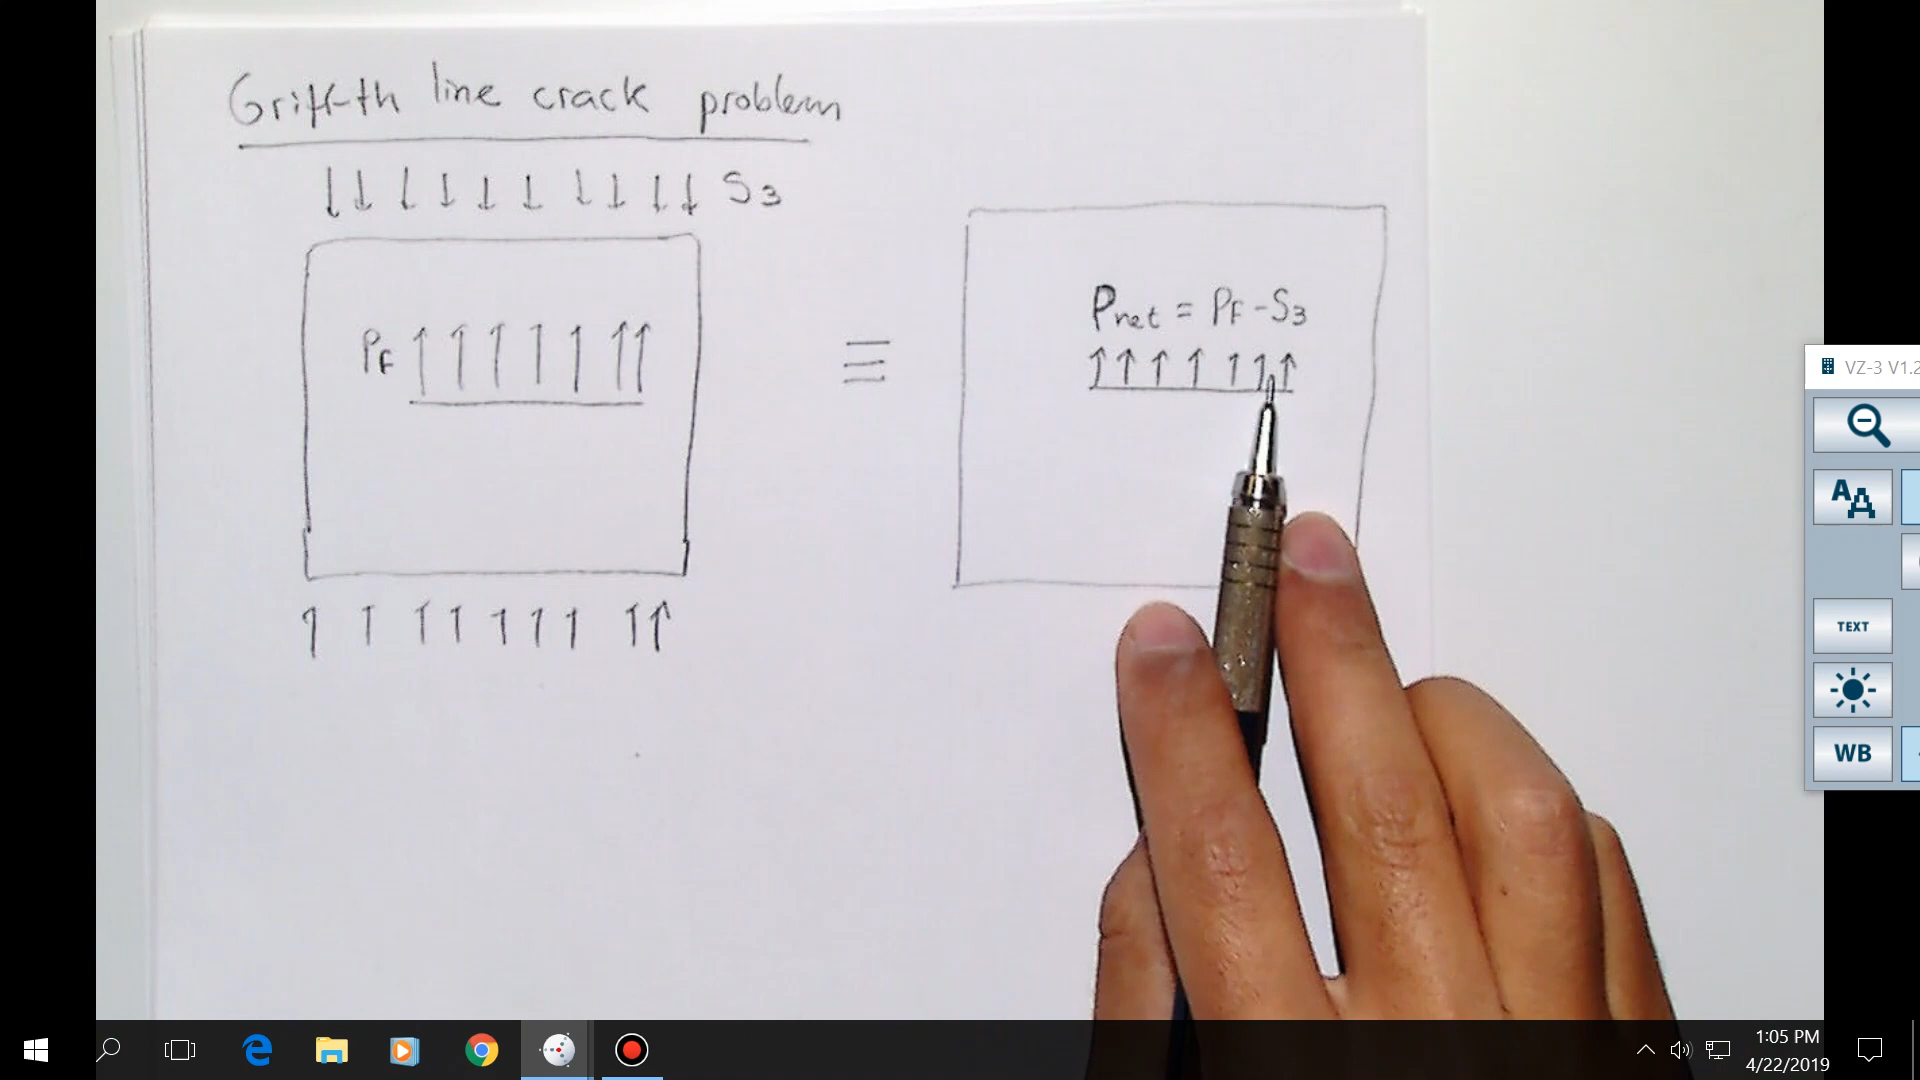 Griffith line crack problem
S3
Pnet = PF - S3
PF
≡
VZ-3 V1.2
AA
TEXT
WB
1:05 PM
4/22/2019